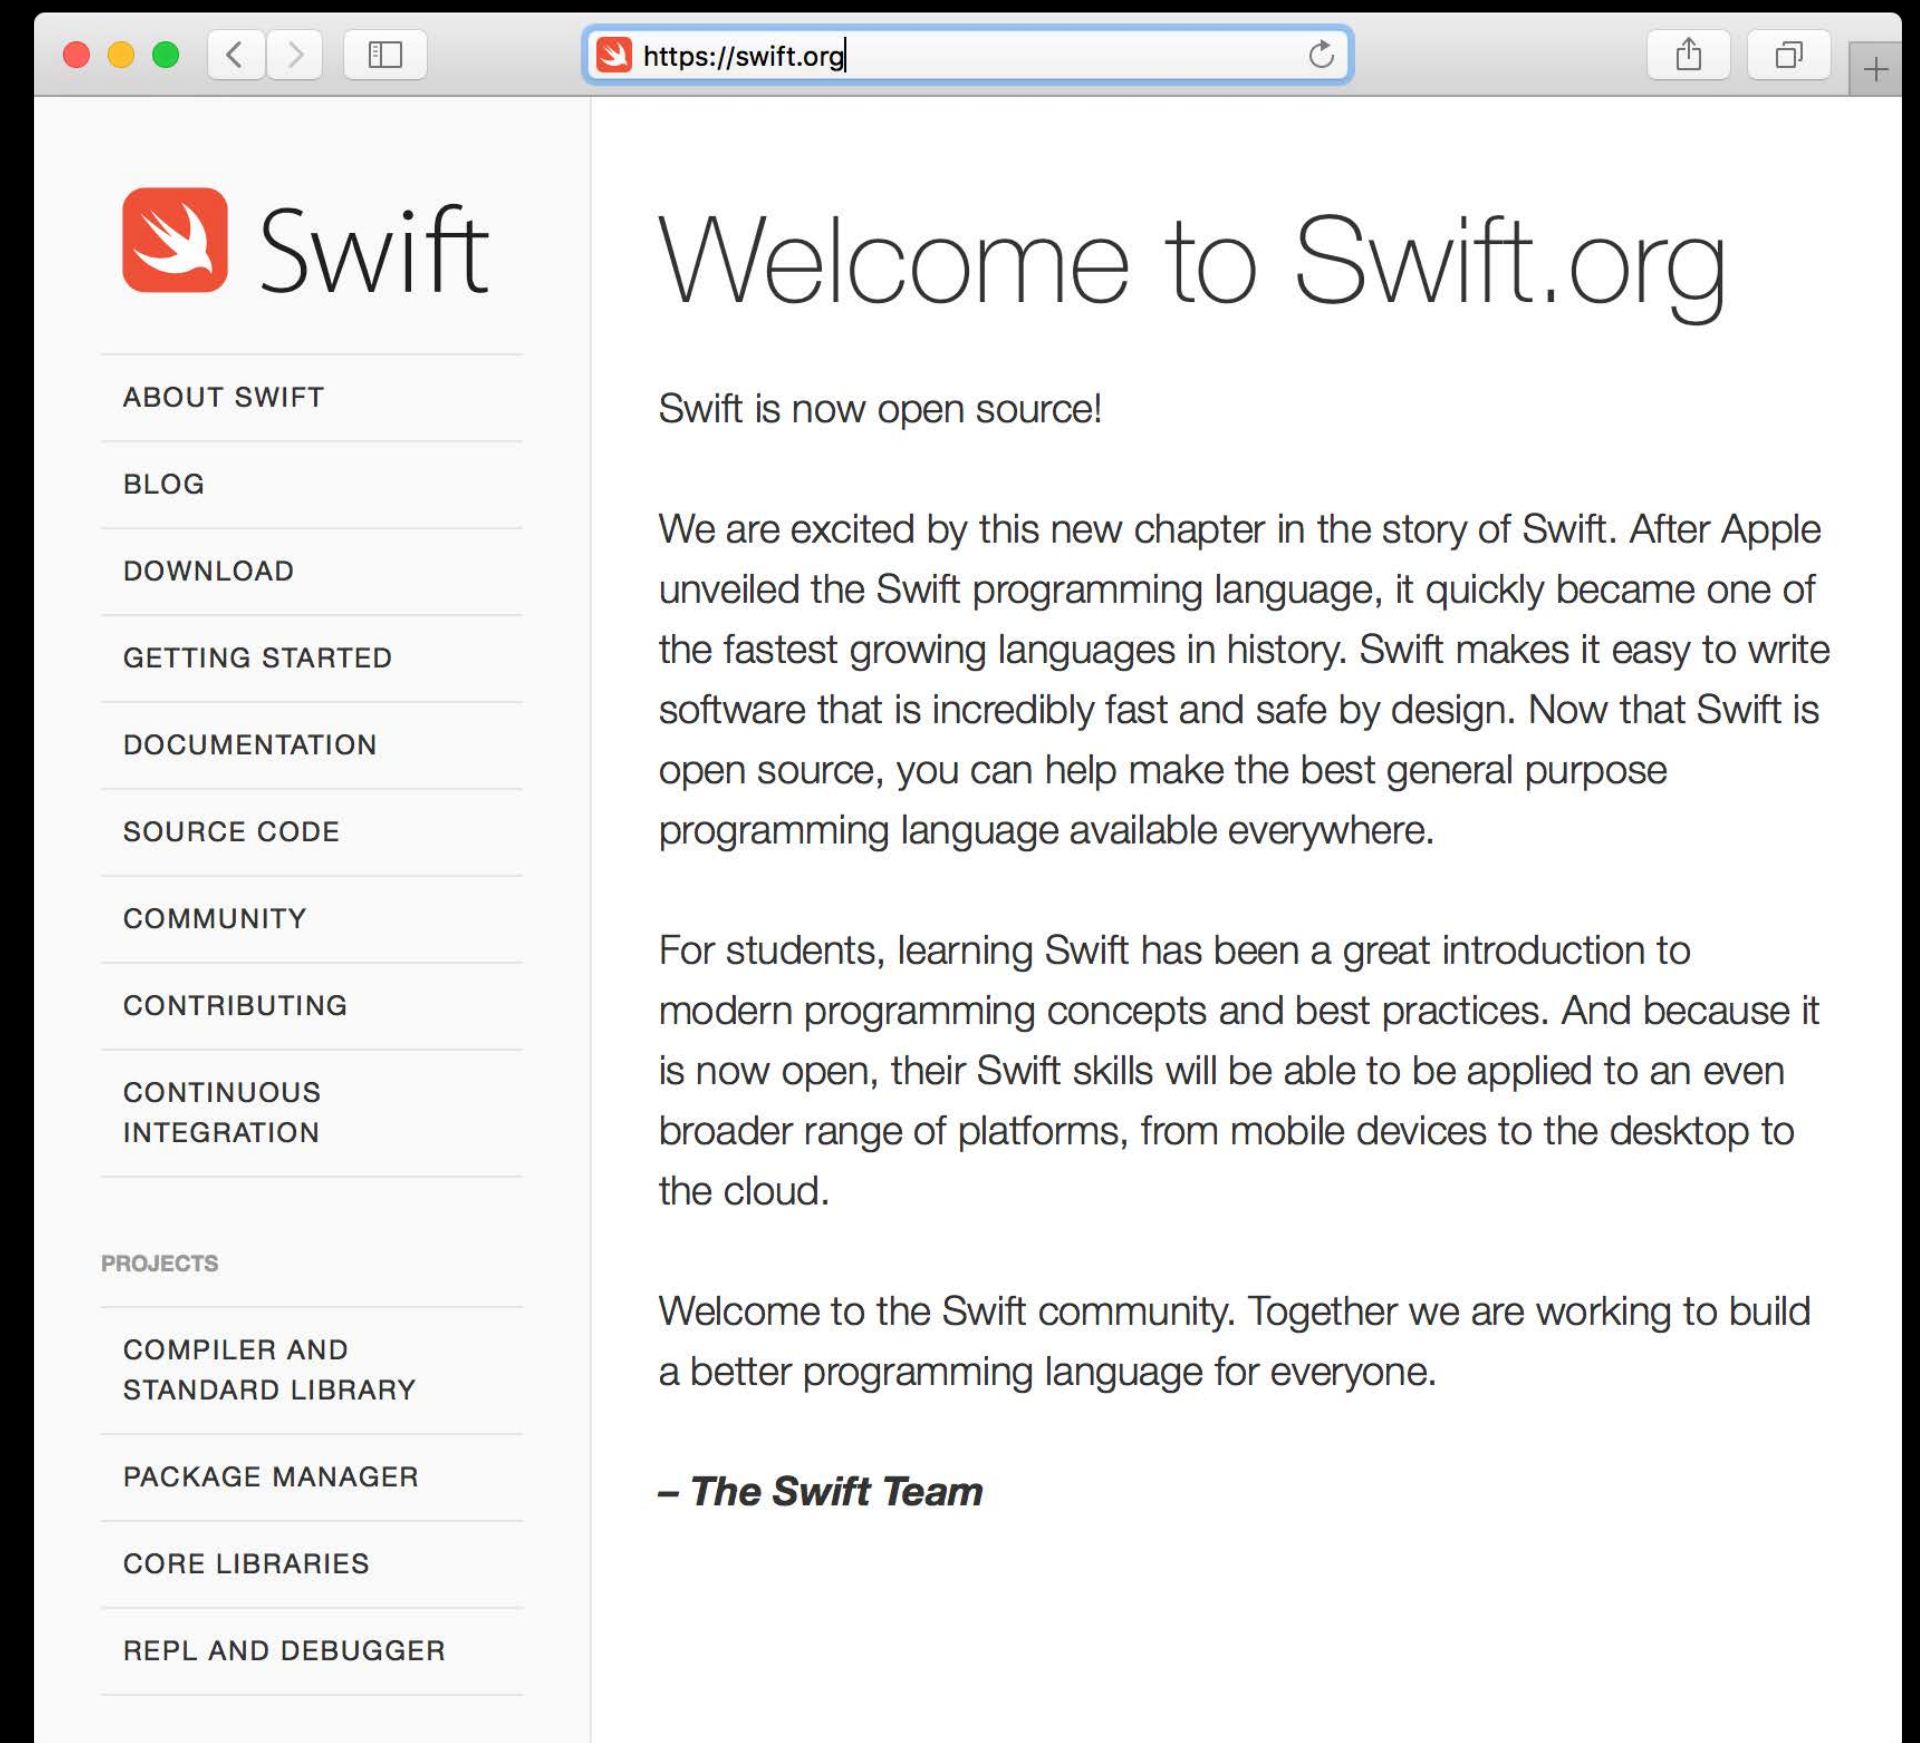 https://swift.org
Swift
ABOUT SWIFT
BLOG
DOWNLOAD
GETTING STARTED
DOCUMENTATION
SOURCE CODE
COMMUNITY
CONTRIBUTING
CONTINUOUS
INTEGRATION
PROJECTS
COMPILER AND
STANDARD LIBRARY
PACKAGE MANAGER
CORE LIBRARIES
REPL AND DEBUGGER
Welcome to Swift.org
Swift is now open source!
We are excited by this new chapter in the story of Swift. After Apple
unveiled the Swift programming language, it quickly became one of
the fastest growing languages in history. Swift makes it easy to write
software that is incredibly fast and safe by design. Now that Swift is
open source, you can help make the best general purpose
programming language available everywhere.
For students, learning Swift has been a great introduction to
modern programming concepts and best practices. And because it
is now open, their Swift skills will be able to be applied to an even
broader range of platforms, from mobile devices to the desktop to
the cloud.
Welcome to the Swift community. Together we are working to build
a better programming language for everyone.
– The Swift Team